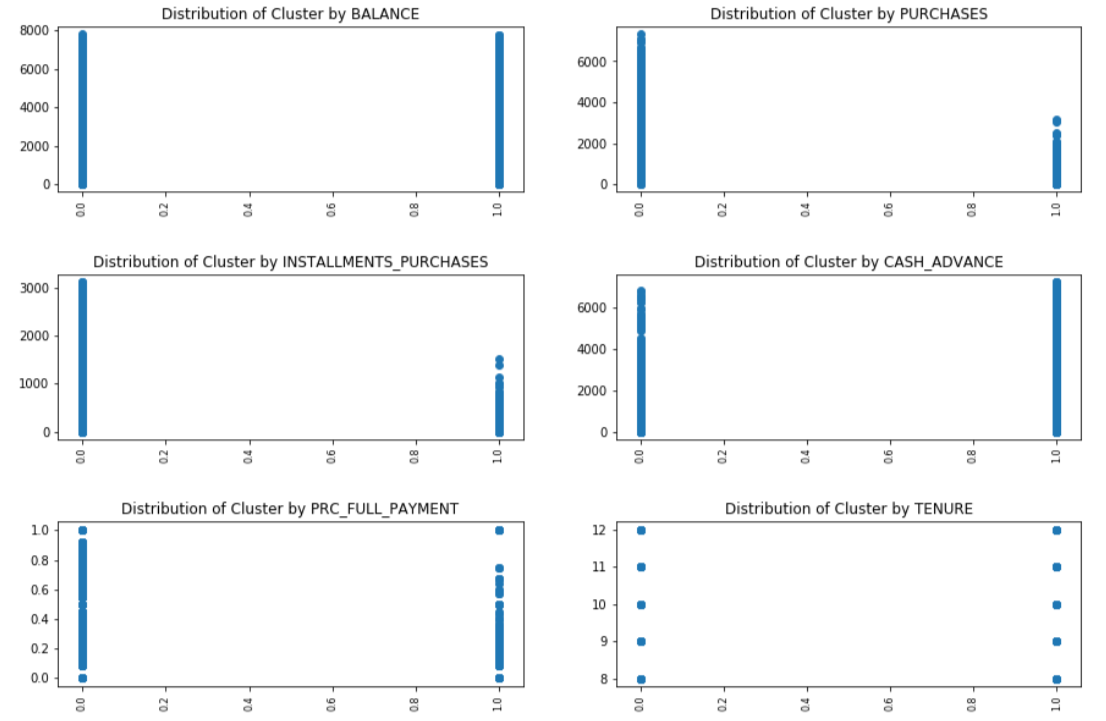 Distribution of Cluster by BALANCE
8000
6000
4000
2000
0
0.0 0.2 0.4 0.6 0.8 1.0
Distribution of Cluster by PURCHASES
6000
4000
2000
0
0.0 0.2 0.4 0.6 0.8 1.0
Distribution of Cluster by INSTALLMENTS_PURCHASES
3000
2000
1000
0
0.0 0.2 0.4 0.6 0.8 1.0
Distribution of Cluster by CASH_ADVANCE
6000
4000
2000
0
0.0 0.2 0.4 0.6 0.8 1.0
Distribution of Cluster by PRC_FULL_PAYMENT
1.0
0.8
0.6
0.4
0.2
0.0
0.0 0.2 0.4 0.6 0.8 1.0
Distribution of Cluster by TENURE
12
11
10
9
8
0.0 0.2 0.4 0.6 0.8 1.0